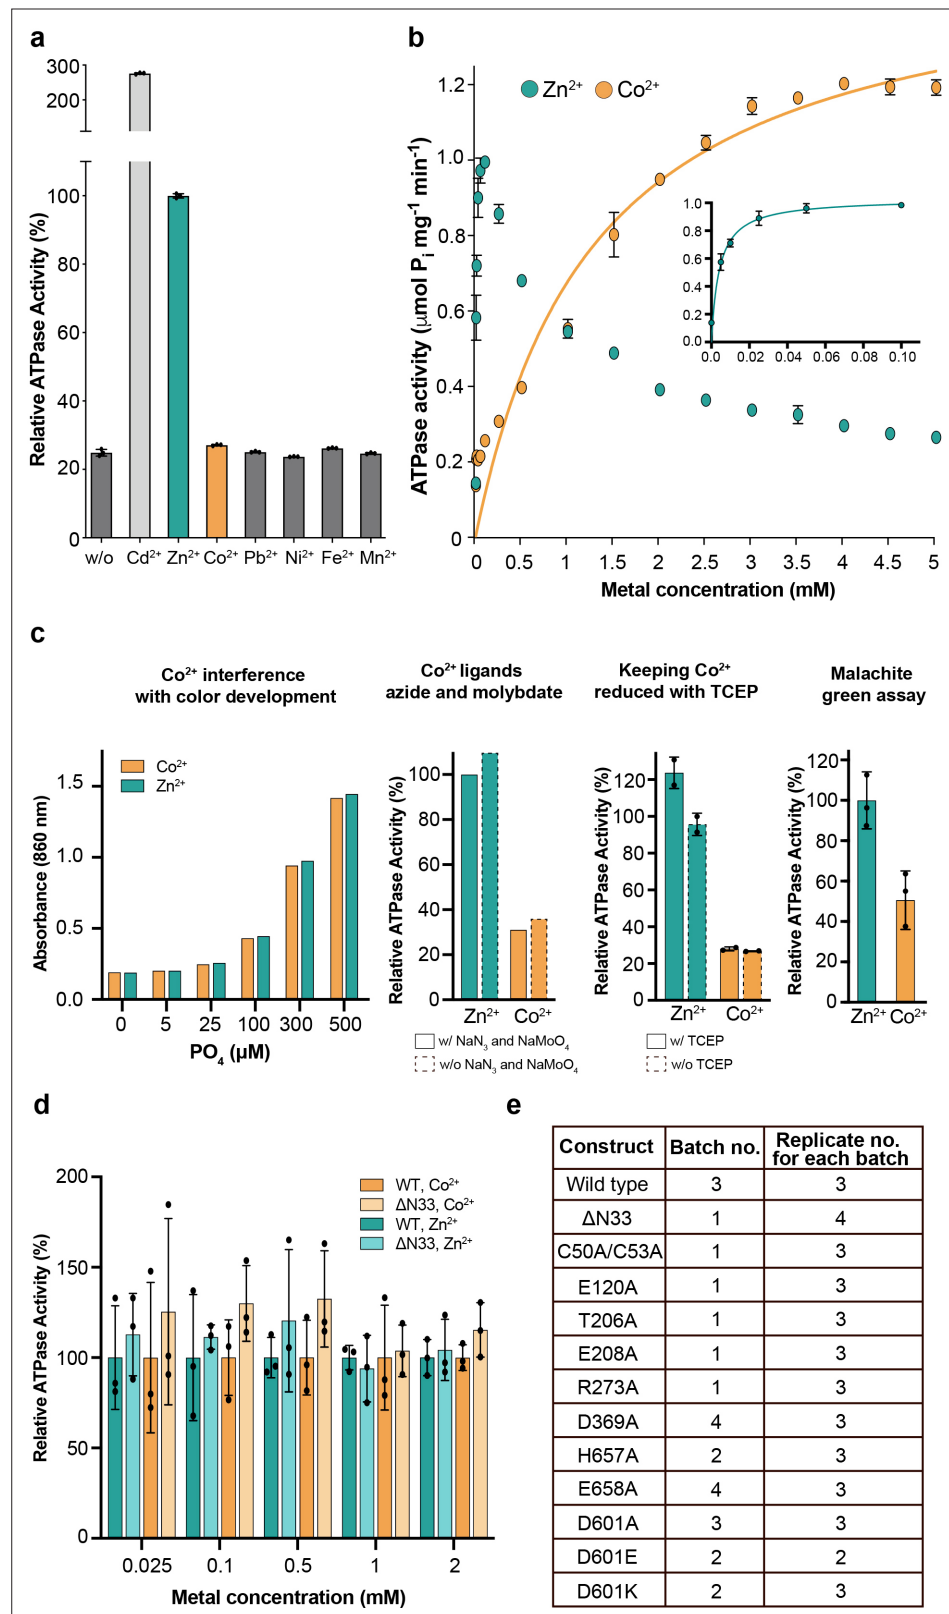 a
Relative ATPase Activity (%)
300
200
100
80
60
40
20
0
w/o Cd²⁺ Zn²⁺ Co²⁺ Pb²⁺ Ni²⁺ Fe²⁺ Mn²⁺
b
Zn²⁺ Co²⁺
ATPase activity (μmol Pᵢ mg⁻¹ min⁻¹)
1.2
1.0
0.8
0.6
0.4
0.2
0
0 0.5 1 1.5 2 2.5 3 3.5 4 4.5 5
Metal concentration (mM)
1.0
0.8
0.6
0.4
0.2
0.0
0.0 0.02 0.04 0.06 0.08 0.10
c
Co²⁺ interference
with color development
Co²⁺
Zn²⁺
Absorbance (860 nm)
1.5
1.0
0.5
0.0
0 5 25 100 300 500
PO₄ (µM)
Co²⁺ ligands
azide and molybdate
Relative ATPase Activity (%)
100
80
60
40
20
0
Zn²⁺ Co²⁺
w/ NaN₃ and NaMoO₄
w/o NaN₃ and NaMoO₄
Keeping Co²⁺
reduced with TCEP
Relative ATPase Activity (%)
120
100
80
60
40
20
0
Zn²⁺ Co²⁺
w/ TCEP
w/o TCEP
Malachite
green assay
Relative ATPase Activity (%)
120
100
80
60
40
20
0
Zn²⁺ Co²⁺
d
WT, Co²⁺
ΔN33, Co²⁺
WT, Zn²⁺
ΔN33, Zn²⁺
Relative ATPase Activity (%)
200
150
100
50
0
0.025 0.1 0.5 1 2
Metal concentration (mM)
e
Construct Batch no. Replicate no.
for each batch
Wild type 3 3
ΔN33 1 4
C50A/C53A 1 3
E120A 1 3
T206A 1 3
E208A 1 3
R273A 1 3
D369A 4 3
H657A 2 3
E658A 4 3
D601A 3 3
D601E 2 2
D601K 2 3